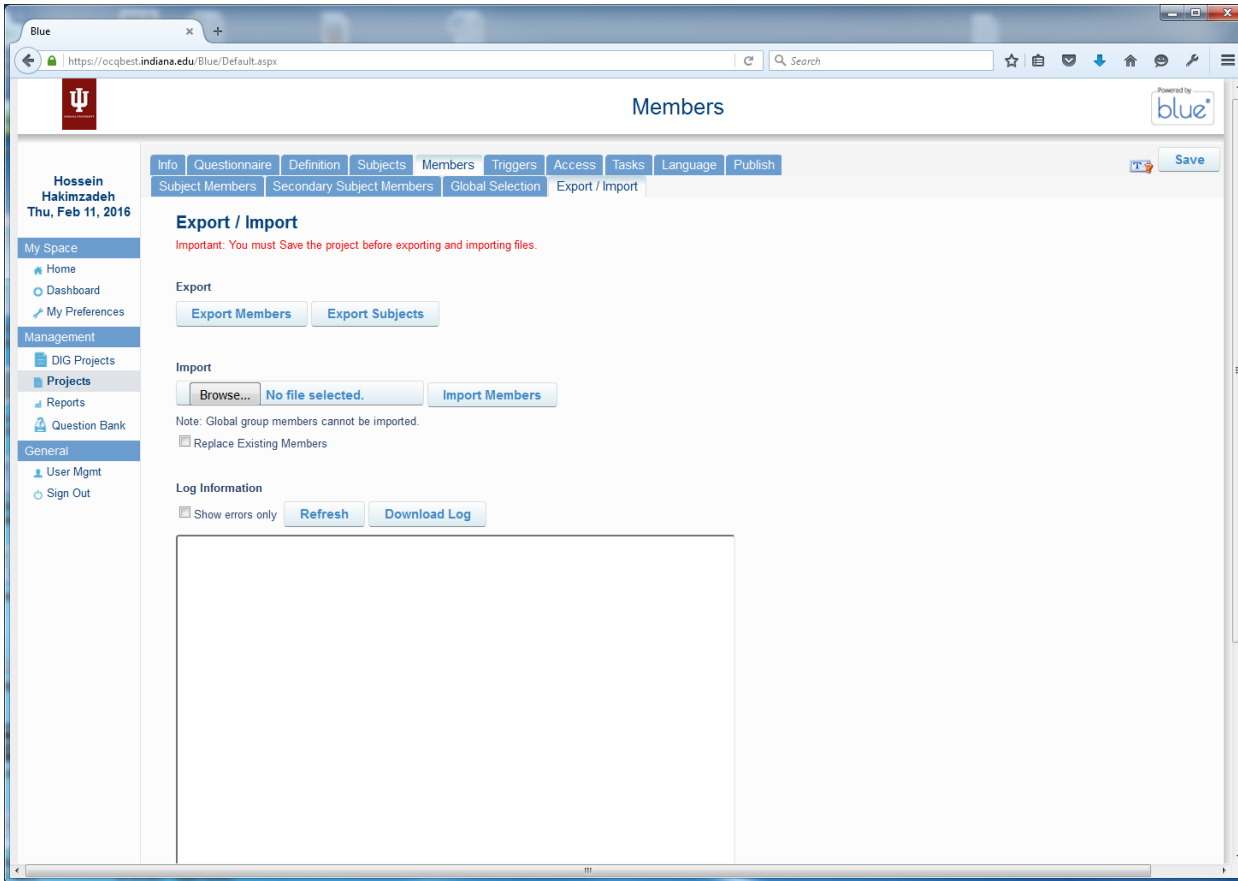 Blue
https://ocqbest.indiana.edu/Blue/Default.aspx
Search
Members
Powered by
blue
Info Questionnaire Definition Subjects Members Triggers Access Tasks Language Publish
Save
Subject Members Secondary Subject Members Global Selection Export / Import
Hossein
Hakimzadeh
Thu, Feb 11, 2016
My Space
Home
Dashboard
My Preferences
Management
DIG Projects
Projects
Reports
Question Bank
General
User Mgmt
Sign Out
Export / Import
Important: You must Save the project before exporting and importing files.
Export
Export Members Export Subjects
Import
Browse... No file selected. Import Members
Note: Global group members cannot be imported.
Replace Existing Members
Log Information
Show errors only Refresh Download Log